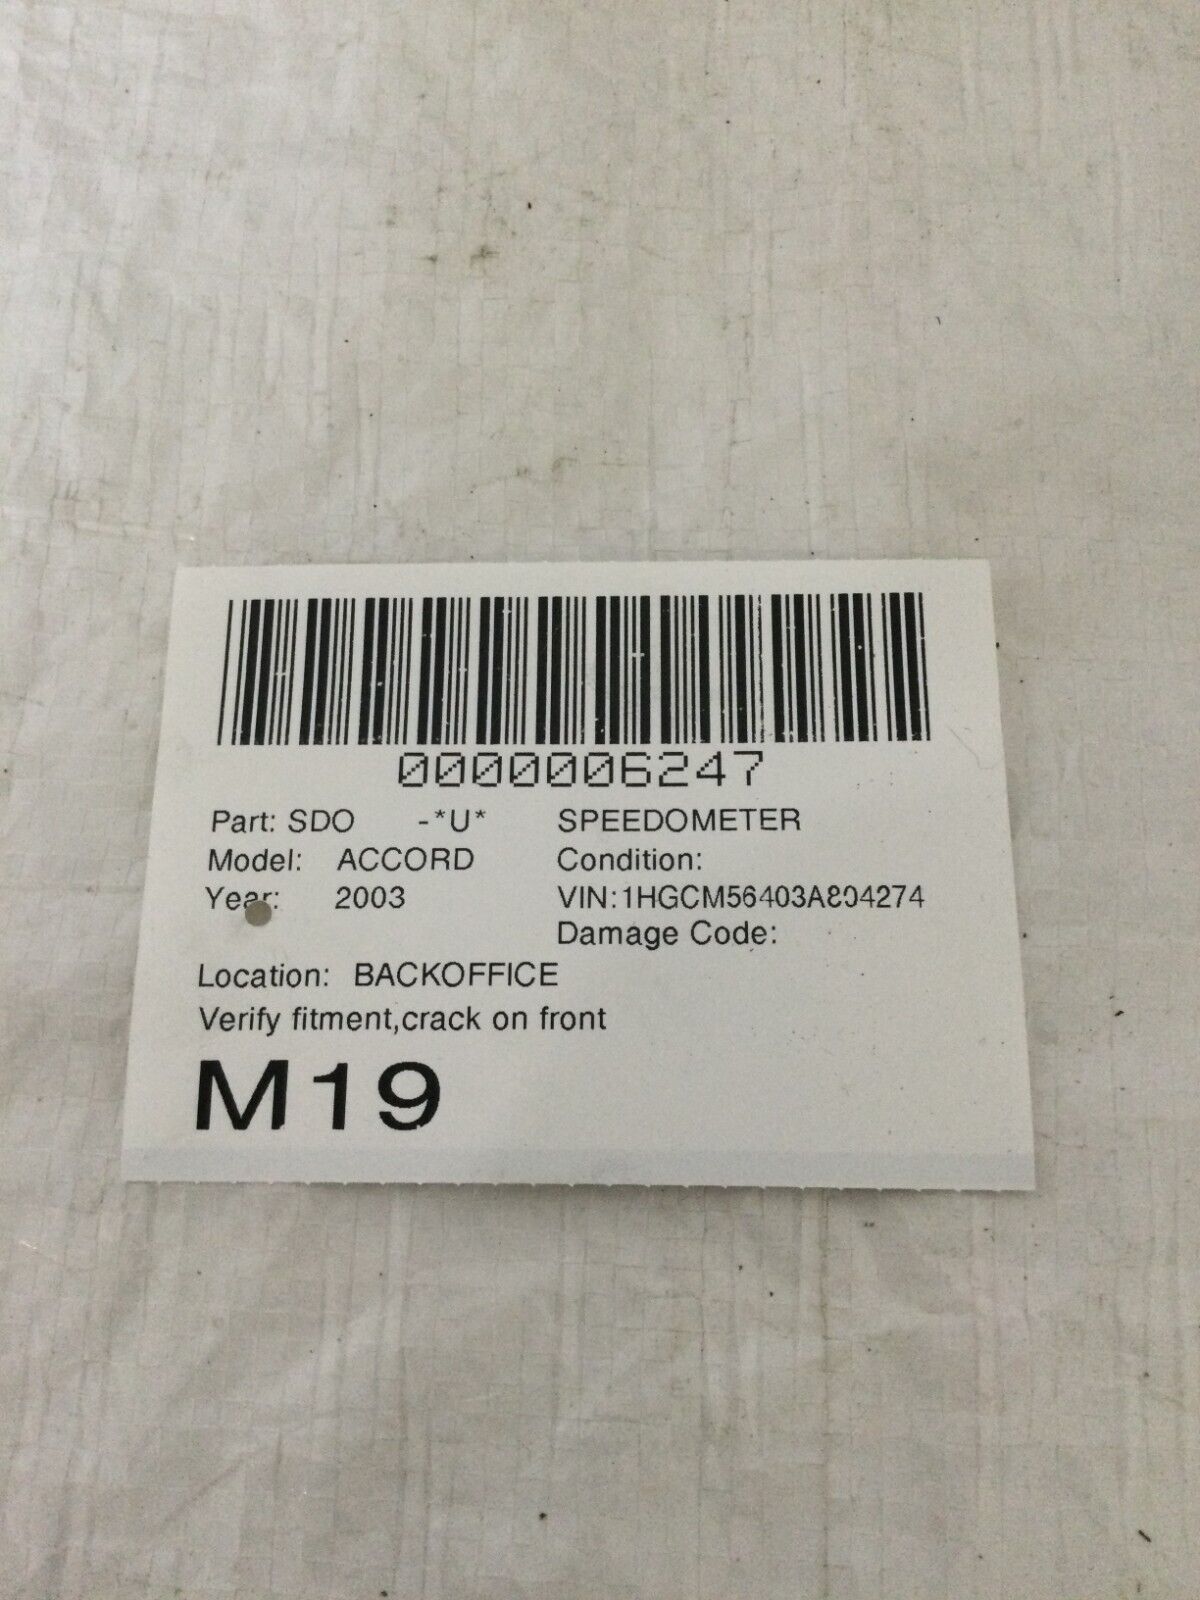 0000006247
Part: SDO -*U* SPEEDOMETER
Model: ACCORD Condition:
Year: 2003 VIN:1HGCM56403A804274
Damage Code:
Location: BACKOFFICE
Verify fitment,crack on front
M19